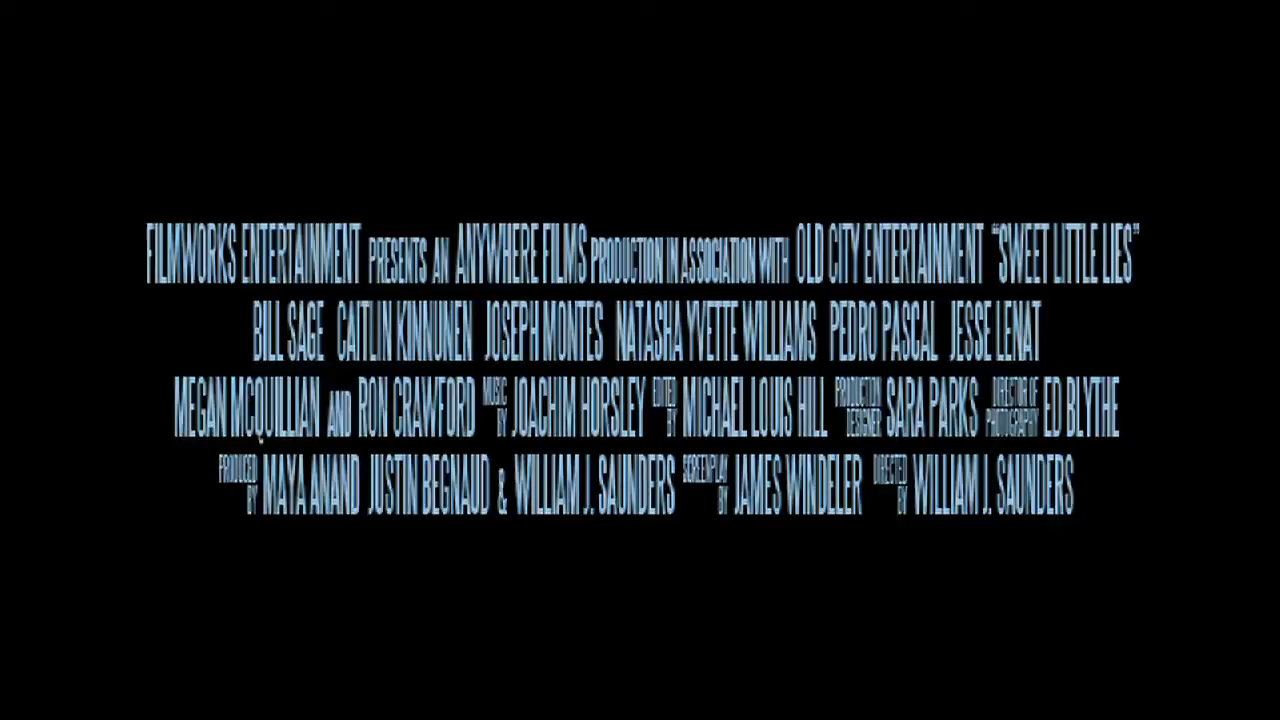 FILMWORKS ENTERTAINMENT PRESENTS AN ANYWHERE FILMS PRODUCTION IN ASSOCIATION WITH OLD CITY ENTERTAINMENT “SWEET LITTLE LIES”
BILL SAGE CAITLIN KINNUNEN JOSEPH MONTES NATASHA YVETTE WILLIAMS PEDRO PASCAL JESSE LENAT
MEGAN MCQUILLIAN AND RON CRAWFORD MUSIC BY JOACHIM HORSLEY EDITED BY MICHAEL LOUIS HILL PRODUCTION DESIGNER SARA PARKS DIRECTOR OF PHOTOGRAPHY ED BLYTHE
PRODUCED BY MAYA ANAND JUSTIN BEGNAUD & WILLIAM J. SAUNDERS SCREENPLAY BY JAMES WINDELER DIRECTED BY WILLIAM J. SAUNDERS